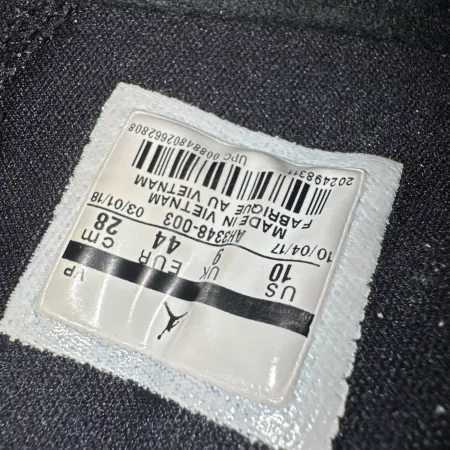 VP
US UK EUR cm
10 9 44 28
10/04/17 AH3348-003 03/01/18
MADE IN VIETNAM
FABRIQUE AU VIETNAM
202498311
UPC 00884802662808